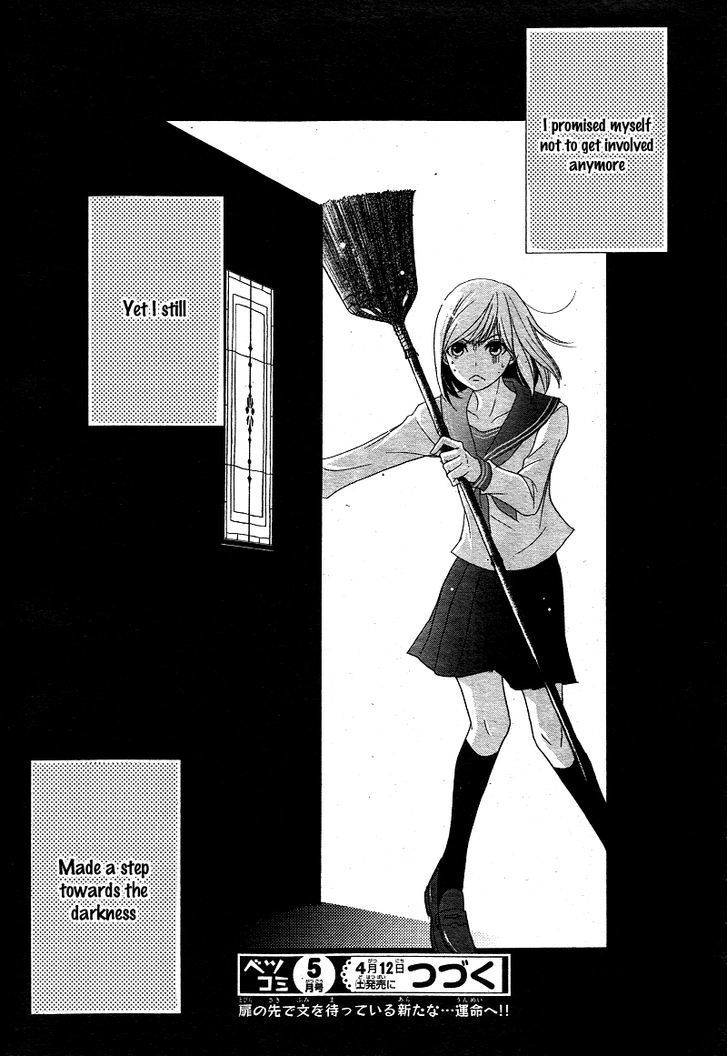 I promised myself
not to get involved
anymore
Yet I still
Made a step
towards the
darkness
ベツコミ 5月号 4月12日(土)発売に つづく
扉の先で文を待っている新たな…運命へ!!